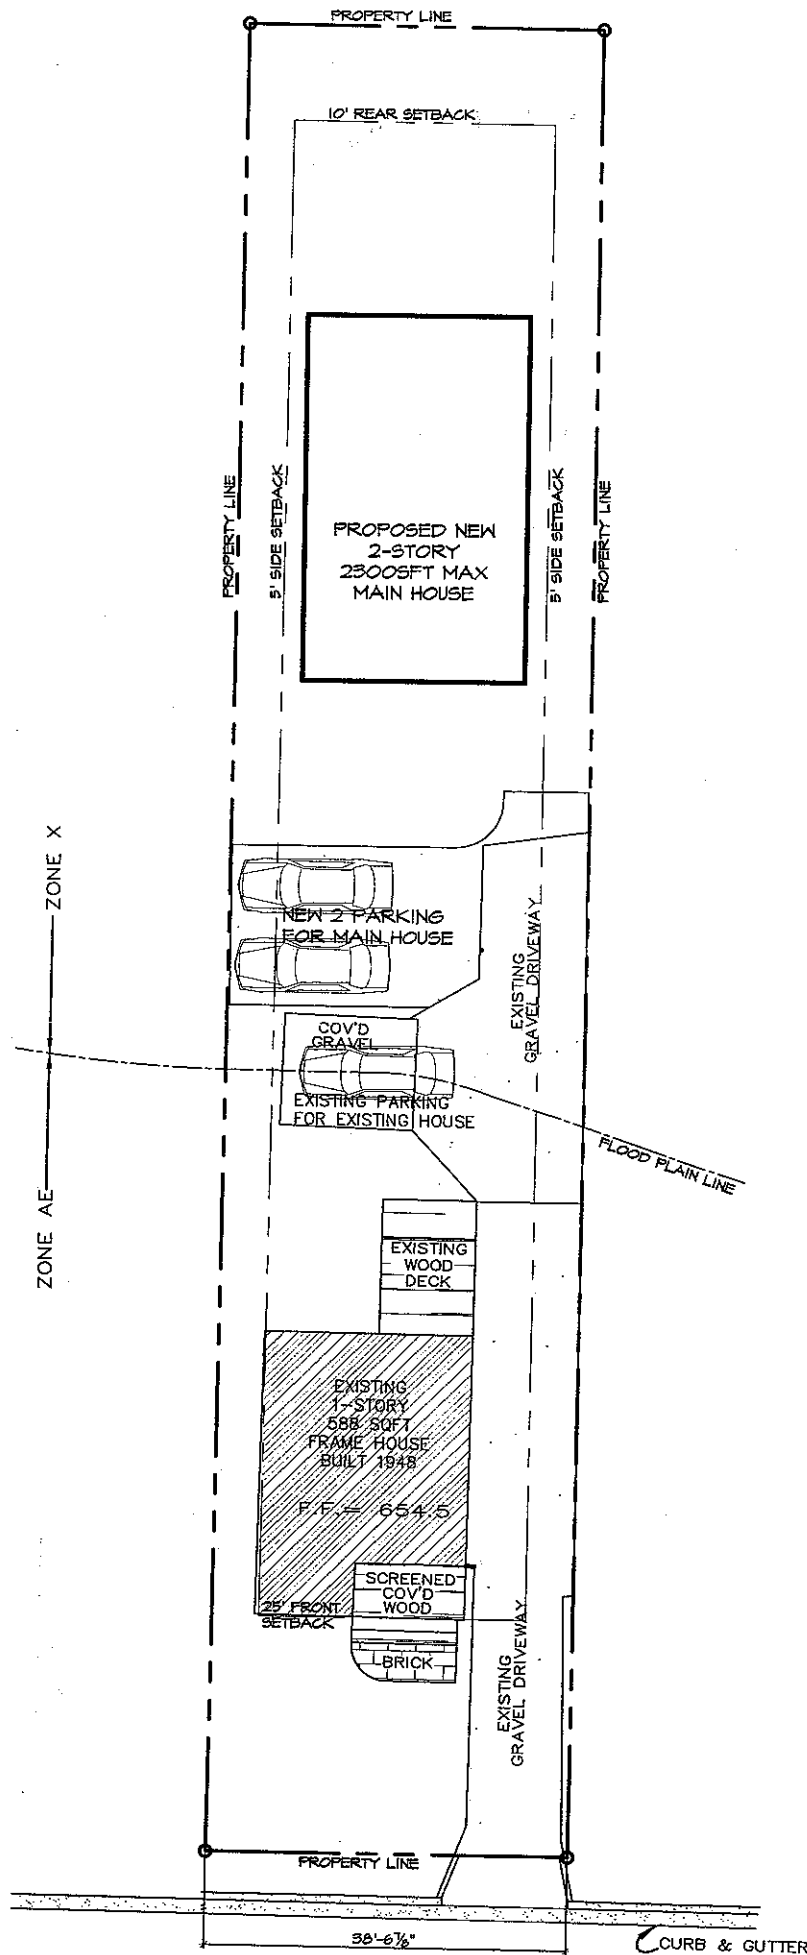 PROPERTY LINE
10' REAR SETBACK
PROPERTY LINE
5' SIDE SETBACK
5' SIDE SETBACK
PROPERTY LINE
PROPOSED NEW
2-STORY
2300SFT MAX
MAIN HOUSE
ZONE X
NEW 2 PARKING
FOR MAIN HOUSE
EXISTING
GRAVEL DRIVEWAY
COV'D
GRAVEL
EXISTING PARKING
FOR EXISTING HOUSE
FLOOD PLAIN LINE
ZONE AE
EXISTING
WOOD
DECK
EXISTING
1-STORY
588 SQFT
FRAME HOUSE
BUILT 1948
F.F.= 654.5
SCREENED
COV'D
WOOD
25' FRONT
SETBACK
BRICK
EXISTING
GRAVEL DRIVEWAY
PROPERTY LINE
38'-6⅞"
CURB & GUTTER